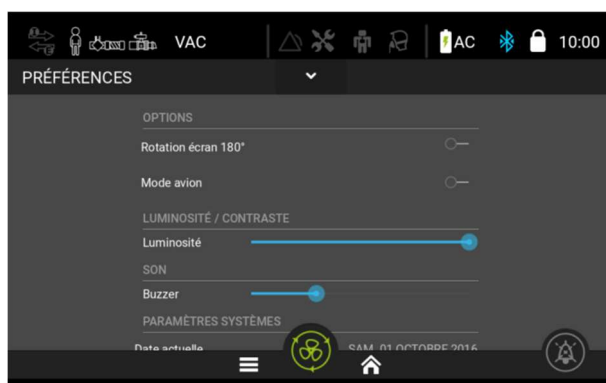 VAC AC 10:00
PRÉFÉRENCES
OPTIONS
Rotation écran 180°
Mode avion
LUMINOSITÉ / CONTRASTE
Luminosité
SON
Buzzer
PARAMÈTRES SYSTÈMES
Date actuelle SAM. 01 OCTOBRE 2016